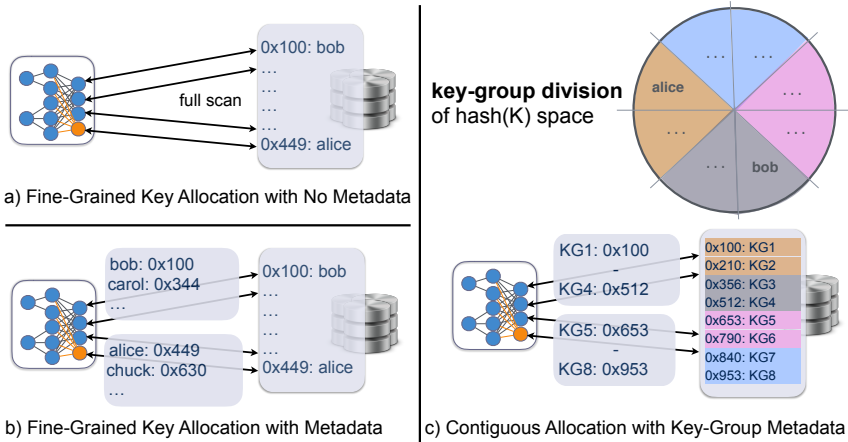 0x100: bob
...
...
full scan
...
...
0x449: alice
a) Fine-Grained Key Allocation with No Metadata
bob: 0x100
carol: 0x344
...
alice: 0x449
chuck: 0x630
...
0x100: bob
...
...
...
...
0x449: alice
b) Fine-Grained Key Allocation with Metadata
key-group division
of hash(K) space
... ...
alice
...
... ...
... bob
KG1: 0x100
-
KG4: 0x512
KG5: 0x653
-
KG8: 0x953
0x100: KG1
0x210: KG2
0x356: KG3
0x512: KG4
0x653: KG5
0x790: KG6
0x840: KG7
0x953: KG8
c) Contiguous Allocation with Key-Group Metadata